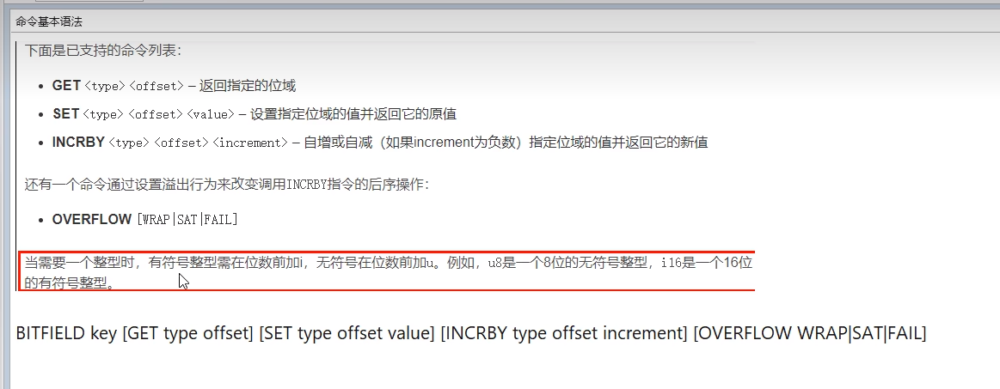 命令基本语法
下面是已支持的命令列表：
• GET <type> <offset> – 返回指定的位域
• SET <type> <offset> <value> – 设置指定位域的值并返回它的原值
• INCRBY <type> <offset> <increment> – 自增或自减（如果increment为负数）指定位域的值并返回它的新值
还有一个命令通过设置溢出行为来改变调用INCRBY指令的后序操作：
• OVERFLOW [WRAP|SAT|FAIL]
当需要一个整型时，有符号整型需在位数前加i，无符号在位数前加u。例如，u8是一个8位的无符号整型，i16是一个16位
的有符号整型。
BITFIELD key [GET type offset] [SET type offset value] [INCRBY type offset increment] [OVERFLOW WRAP|SAT|FAIL]